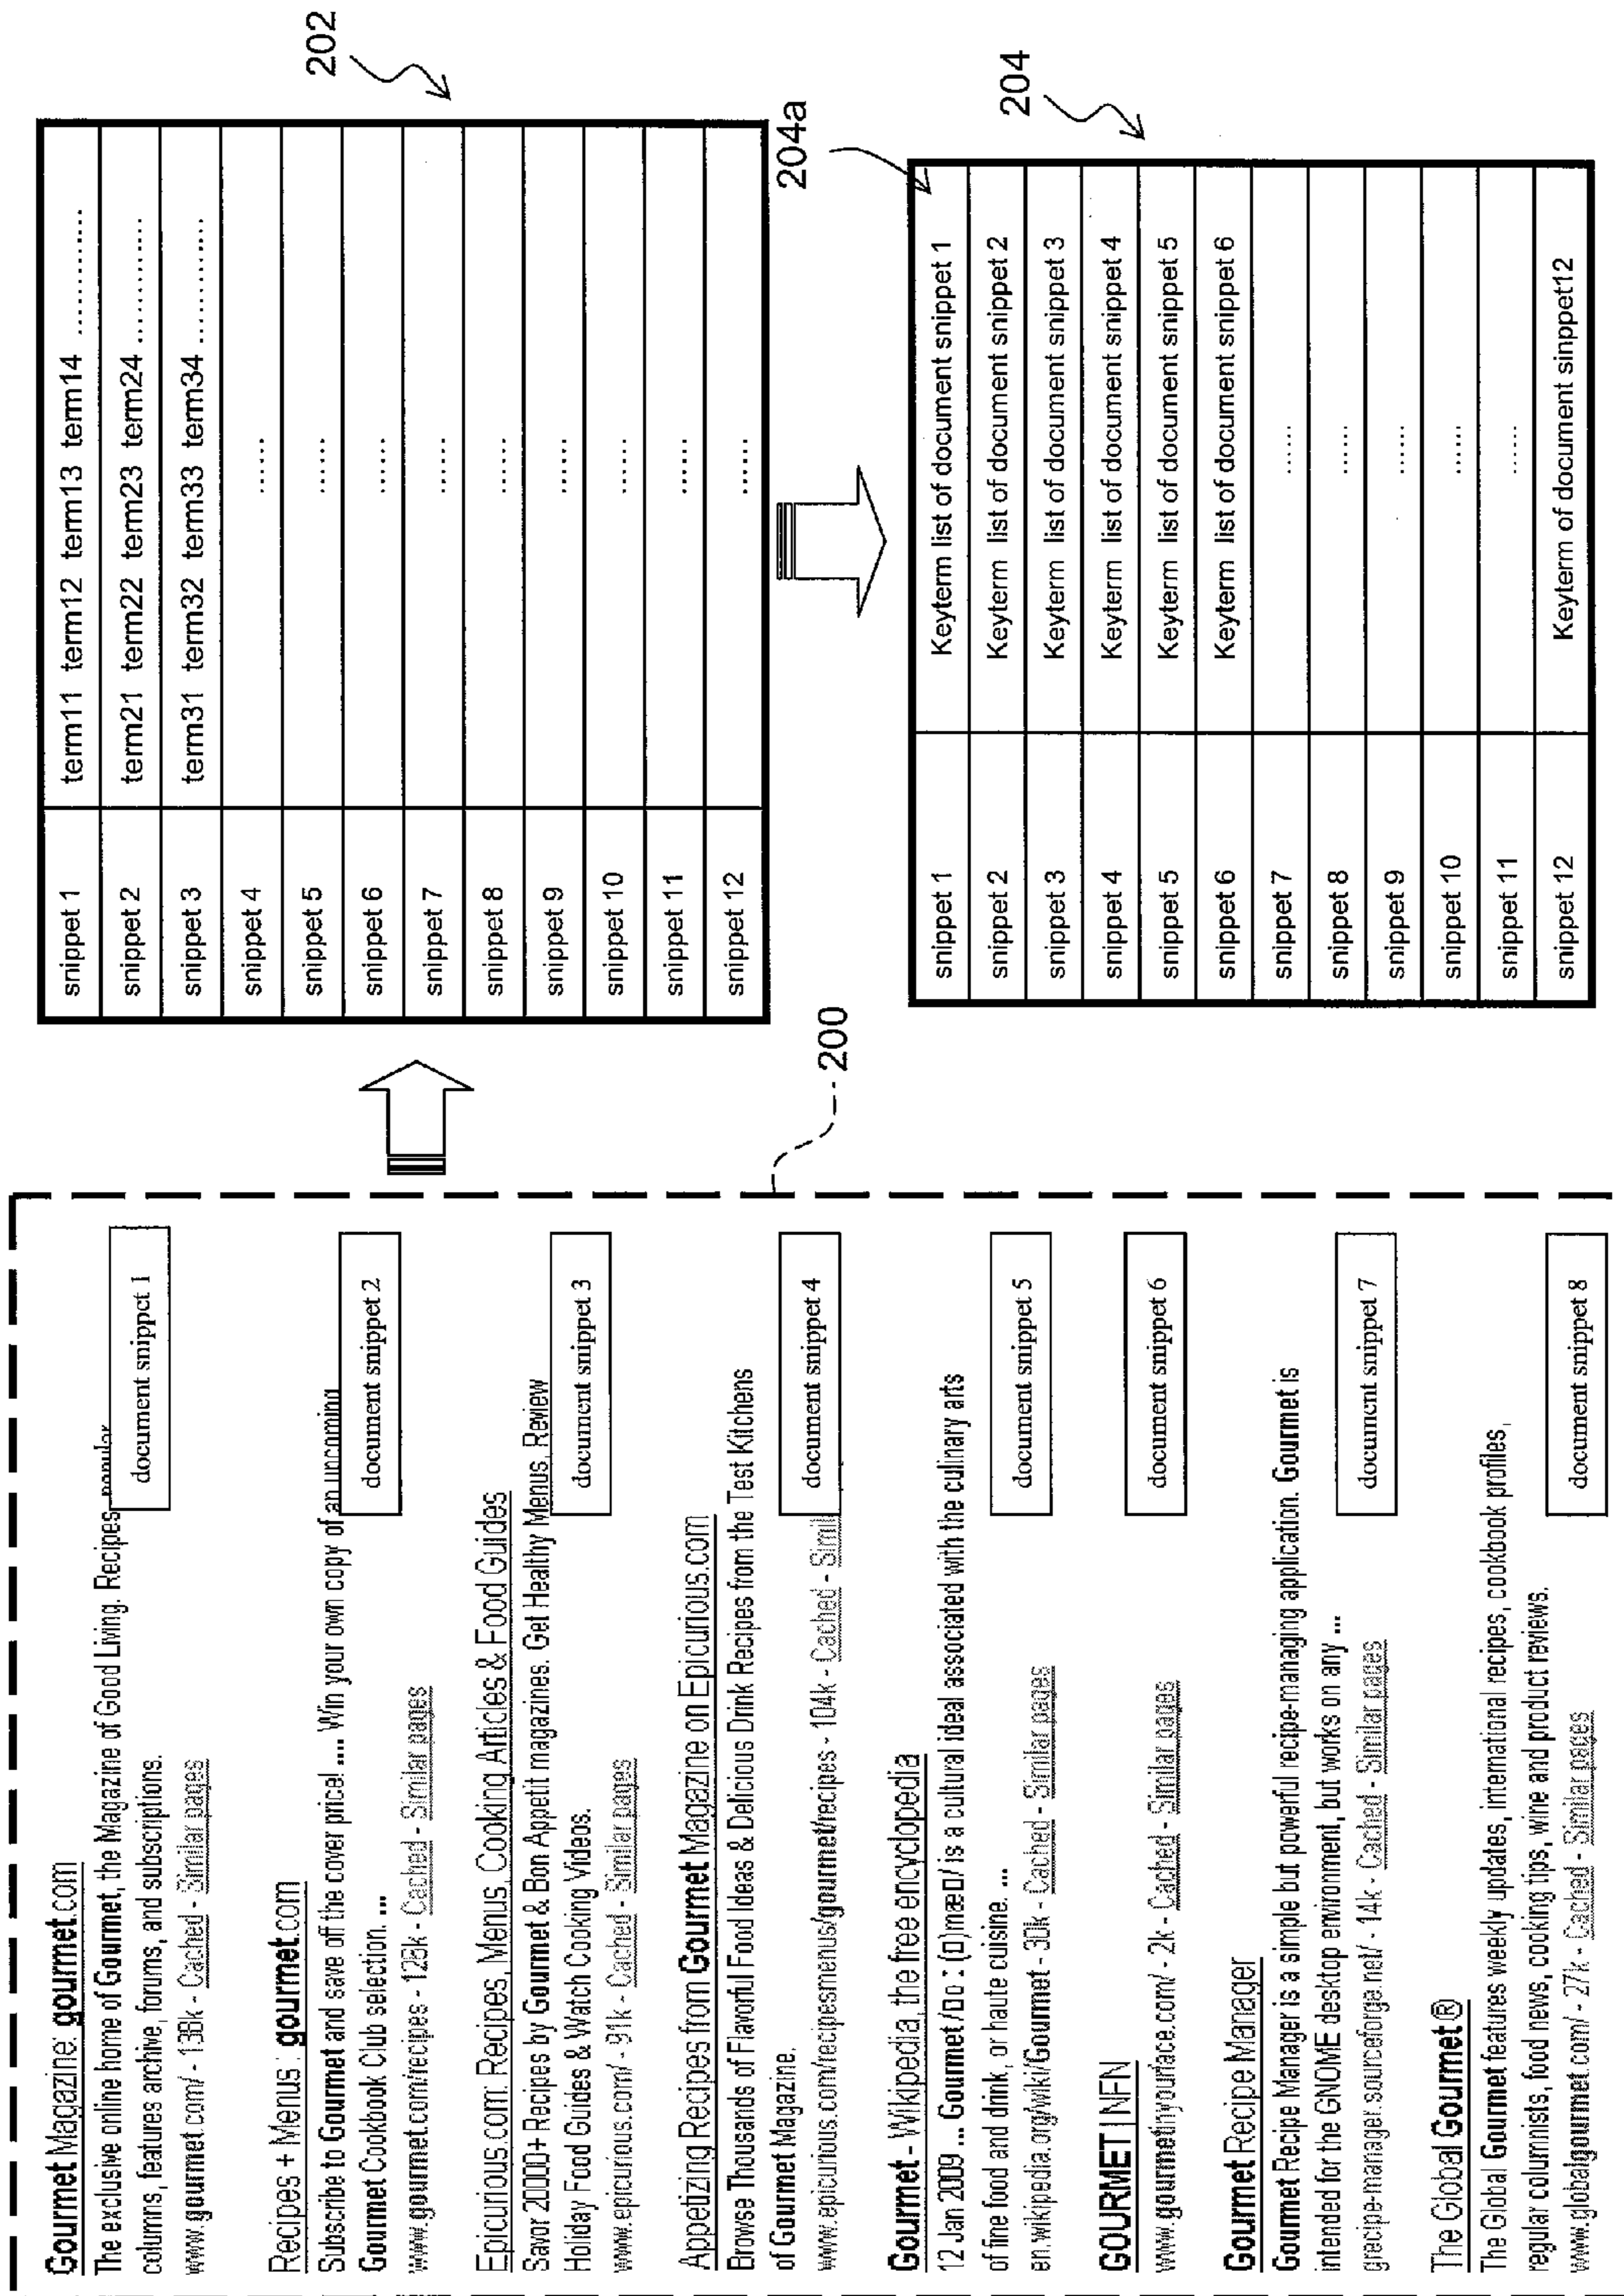 Gourmet Magazine: gourmet.com
The exclusive online home of Gourmet, the Magazine of Good Living. Recipes, popular
columns, features archive, forums, and subscriptions.
www.gourmet.com/ - 138k - Cached - Similar pages
document snippet 1
Recipes + Menus : gourmet.com
Subscribe to Gourmet and save off the cover price! .... Win your own copy of an upcoming
Gourmet Cookbook Club selection. ...
www.gourmet.com/recipes - 128k - Cached - Similar pages
document snippet 2
Epicurious.com: Recipes, Menus, Cooking Articles & Food Guides
Savor 20000+ Recipes by Gourmet & Bon Appetit magazines. Get Healthy Menus, Review
Holiday Food Guides & Watch Cooking Videos.
www.epicurious.com/ - 91k - Cached - Similar pages
document snippet 3
Appetizing Recipes from Gourmet Magazine on Epicurious.com
Browse Thousands of Flavorful Food Ideas & Delicious Drink Recipes from the Test Kitchens
of Gourmet Magazine.
www.epicurious.com/recipesmenus/gourmet/recipes - 104k - Cached - Simil
document snippet 4
Gourmet - Wikipedia, the free encyclopedia
12 Jan 2009 ... Gourmet is a cultural ideal associated with the culinary arts
of fine food and drink, or haute cuisine. ...
en.wikipedia.org/wiki/Gourmet - 30k - Cached - Similar pages
document snippet 5
GOURMET | NFN
www.gourmetinyourface.com/ - 2k - Cached - Similar pages
document snippet 6
Gourmet Recipe Manager
Gourmet Recipe Manager is a simple but powerful recipe-managing application. Gourmet is
intended for the GNOME desktop environment, but works on any ...
grecipe-manager.sourceforge.net/ - 14k - Cached - Similar pages
document snippet 7
The Global Gourmet®
The Global Gourmet features weekly updates, international recipes, cookbook profiles,
regular columnists, food news, cooking tips, wine and product reviews.
www.globalgourmet.com/ - 27k - Cached - Similar pages
document snippet 8
200
202
snippet 1 term11 term12 term13 term14 ............
snippet 2 term21 term22 term23 term24 ............
snippet 3 term31 term32 term33 term34 ............
snippet 4 ......
snippet 5 ......
snippet 6 ......
snippet 7 ......
snippet 8 ......
snippet 9 ......
snippet 10 ......
snippet 11 ......
snippet 12 ......
204a
204
snippet 1 Keyterm list of document snippet 1
snippet 2 Keyterm list of document snippet 2
snippet 3 Keyterm list of document snippet 3
snippet 4 Keyterm list of document snippet 4
snippet 5 Keyterm list of document snippet 5
snippet 6 Keyterm list of document snippet 6
snippet 7 ......
snippet 8 ......
snippet 9 ......
snippet 10 ......
snippet 11 ......
snippet 12 Keyterm of document sinppet12